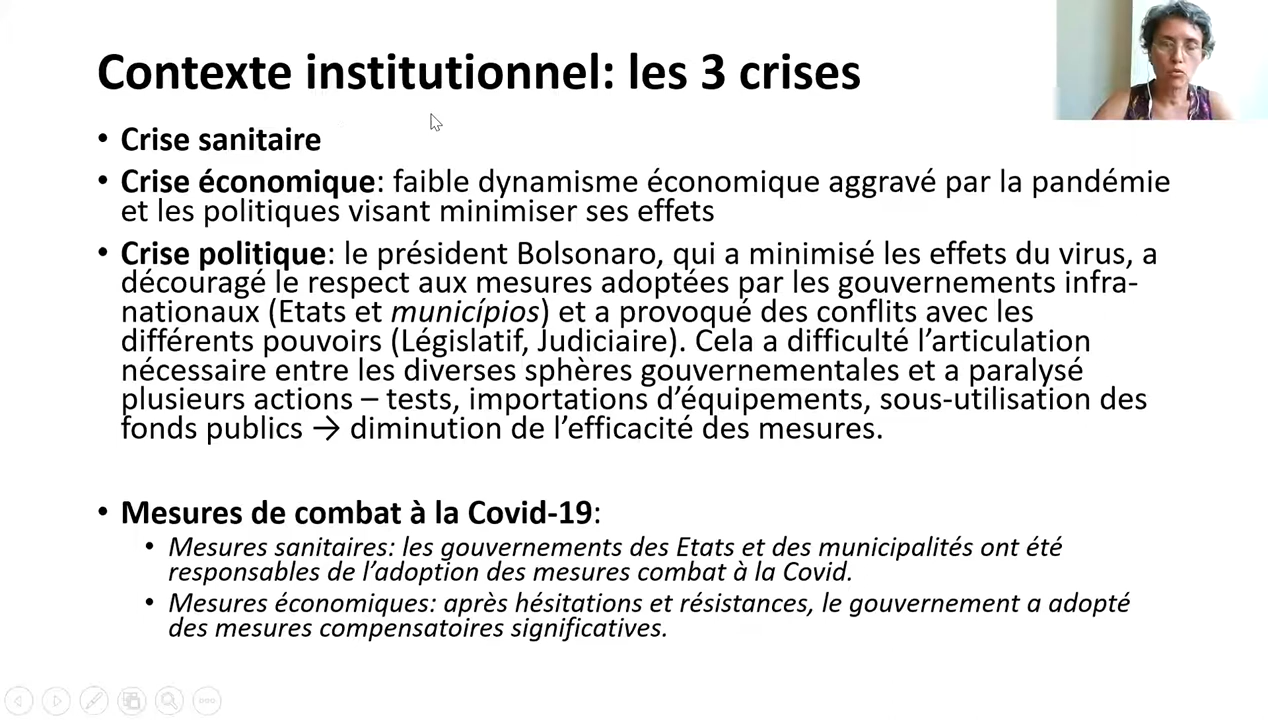 Contexte institutionnel: les 3 crises
• Crise sanitaire
• Crise économique: faible dynamisme économique aggravé par la pandémie
et les politiques visant minimiser ses effets
• Crise politique: le président Bolsonaro, qui a minimisé les effets du virus, a
découragé le respect aux mesures adoptées par les gouvernements infra-
nationaux (Etats et municípios) et a provoqué des conflits avec les
différents pouvoirs (Législatif, Judiciaire). Cela a difficulté l’articulation
nécessaire entre les diverses sphères gouvernementales et a paralysé
plusieurs actions – tests, importations d’équipements, sous-utilisation des
fonds publics → diminution de l’efficacité des mesures.
• Mesures de combat à la Covid-19:
• Mesures sanitaires: les gouvernements des Etats et des municipalités ont été
responsables de l’adoption des mesures combat à la Covid.
• Mesures économiques: après hésitations et résistances, le gouvernement a adopté
des mesures compensatoires significatives.